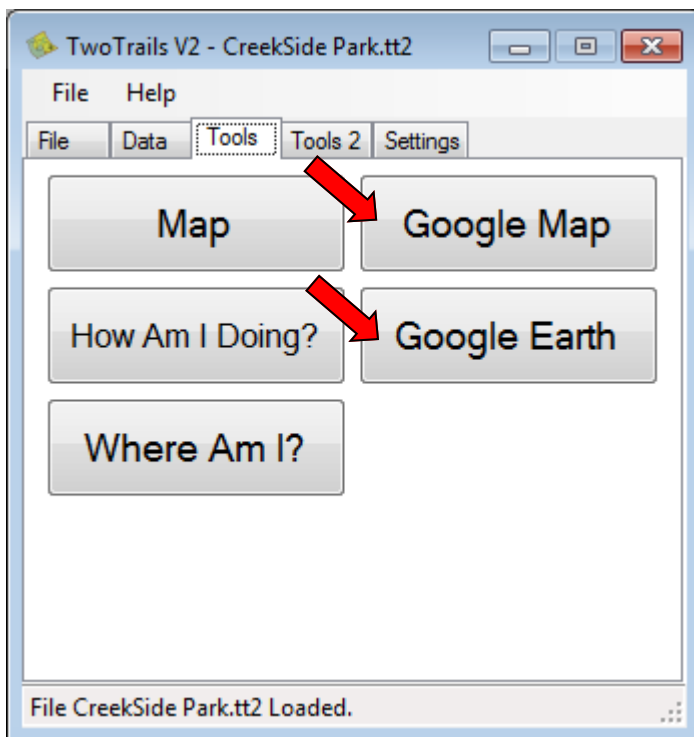 TwoTrails V2 - CreekSide Park.tt2
File Help
File Data Tools Tools 2 Settings
Map Google Map
How Am I Doing? Google Earth
Where Am I?
File CreekSide Park.tt2 Loaded.